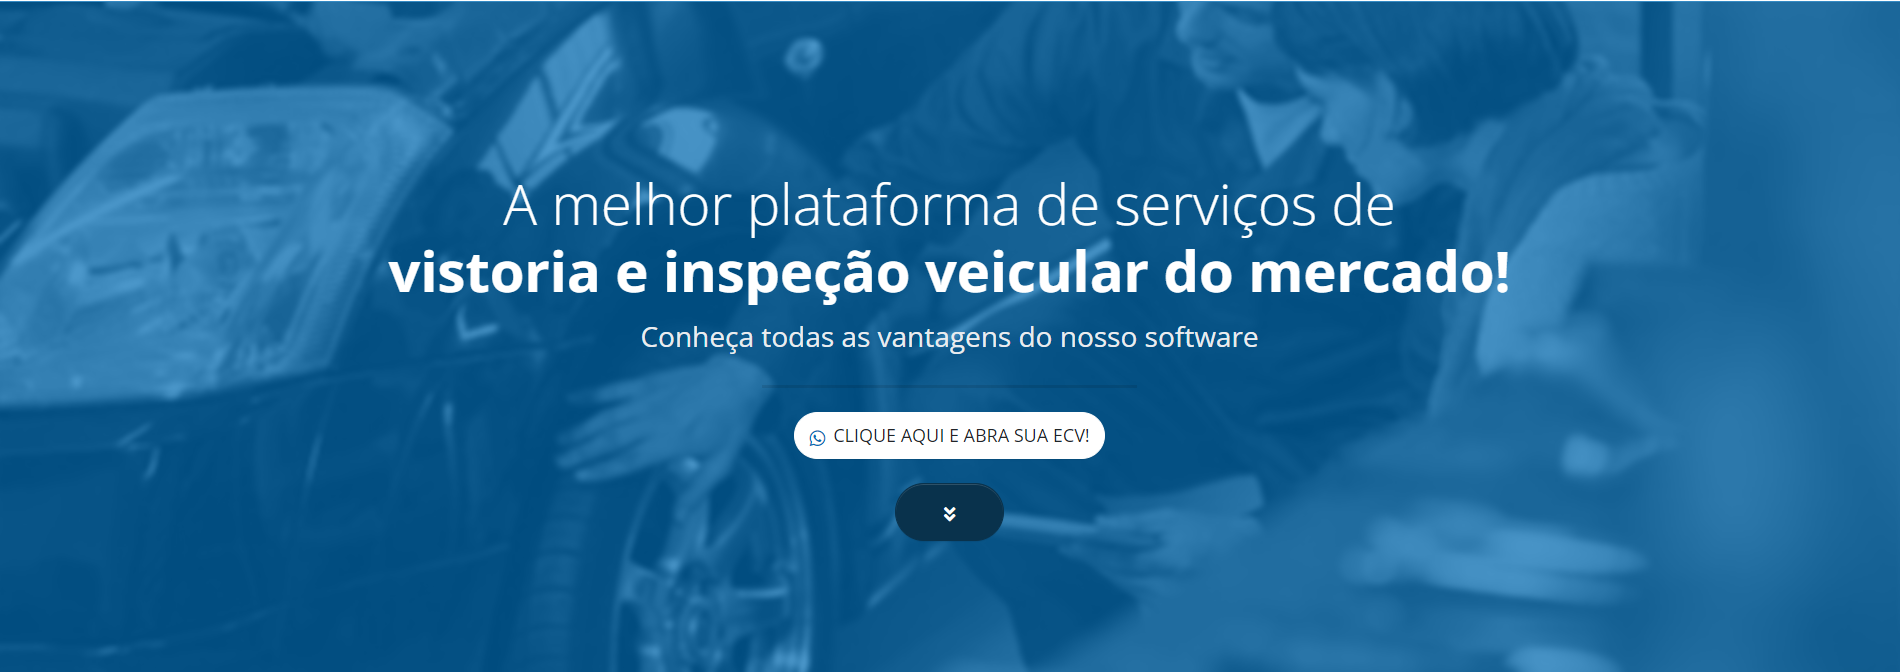 A melhor plataforma de serviços de
vistoria e inspeção veicular do mercado!
Conheça todas as vantagens do nosso software
CLIQUE AQUI E ABRA SUA ECV!